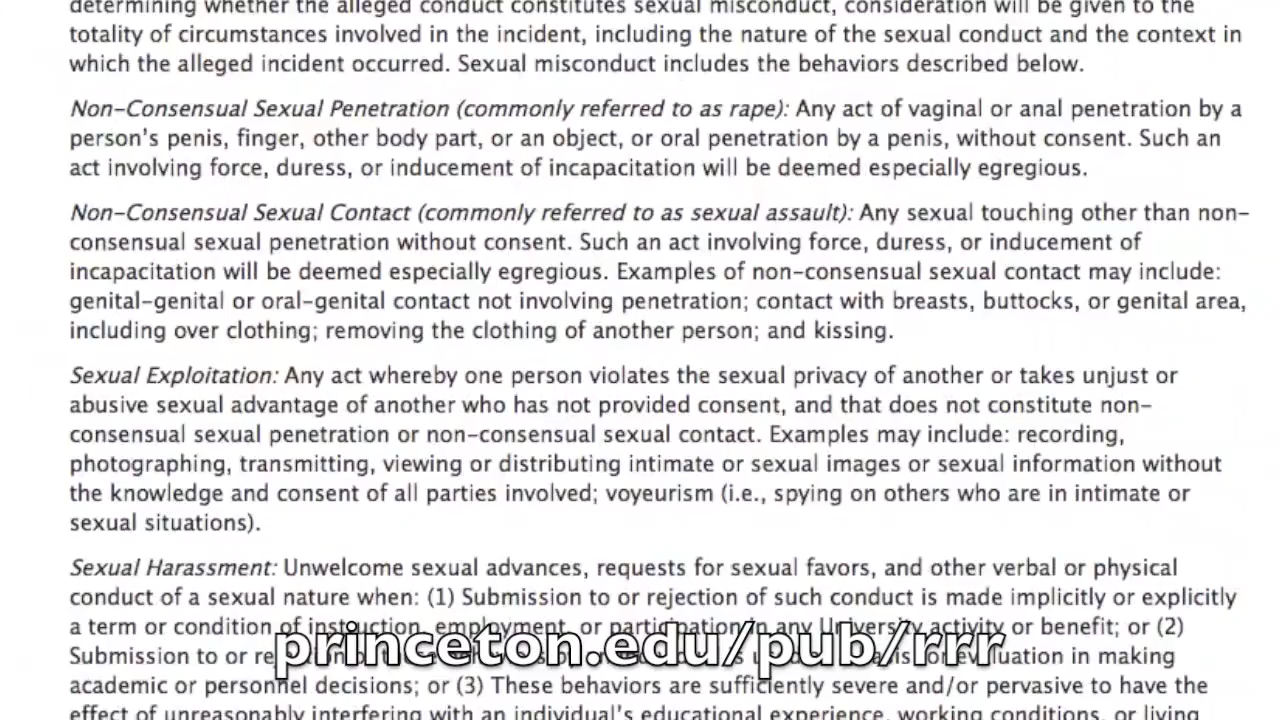 determining whether the alleged conduct constitutes sexual misconduct, consideration will be given to the
totality of circumstances involved in the incident, including the nature of the sexual conduct and the context in
which the alleged incident occurred. Sexual misconduct includes the behaviors described below.
Non-Consensual Sexual Penetration (commonly referred to as rape): Any act of vaginal or anal penetration by a
person's penis, finger, other body part, or an object, or oral penetration by a penis, without consent. Such an
act involving force, duress, or inducement of incapacitation will be deemed especially egregious.
Non-Consensual Sexual Contact (commonly referred to as sexual assault): Any sexual touching other than non-
consensual sexual penetration without consent. Such an act involving force, duress, or inducement of
incapacitation will be deemed especially egregious. Examples of non-consensual sexual contact may include:
genital-genital or oral-genital contact not involving penetration; contact with breasts, buttocks, or genital area,
including over clothing; removing the clothing of another person; and kissing.
Sexual Exploitation: Any act whereby one person violates the sexual privacy of another or takes unjust or
abusive sexual advantage of another who has not provided consent, and that does not constitute non-
consensual sexual penetration or non-consensual sexual contact. Examples may include: recording,
photographing, transmitting, viewing or distributing intimate or sexual images or sexual information without
the knowledge and consent of all parties involved; voyeurism (i.e., spying on others who are in intimate or
sexual situations).
Sexual Harassment: Unwelcome sexual advances, requests for sexual favors, and other verbal or physical
conduct of a sexual nature when: (1) Submission to or rejection of such conduct is made implicitly or explicitly
a term or condition of instruction, employment, or participation in any University activity or benefit; or (2)
princeton.edu/pub/rrr
Submission to or in making
academic or personnel decisions; or (3) These behaviors are sufficiently severe and/or pervasive to have the
effect of unreasonably interfering with an individual's educational experience, working conditions, or living